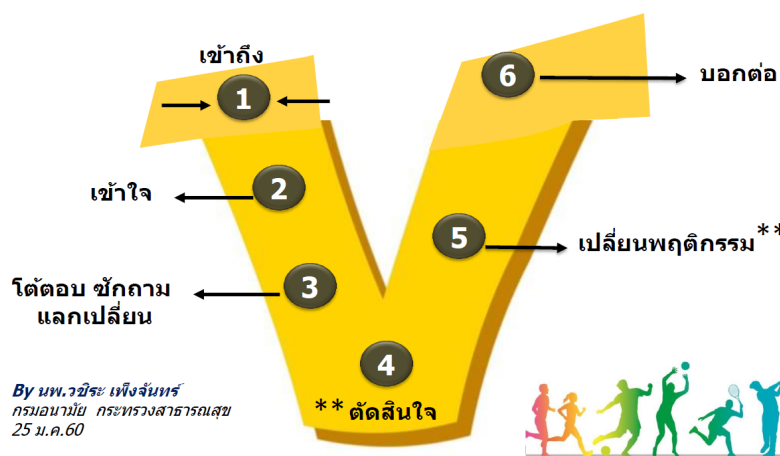 เข้าถึง
1
6
บอกต่อ
2
เข้าใจ
5
เปลี่ยนพฤติกรรม**
3
โต้ตอบ ซักถาม
แลกเปลี่ยน
4
**ตัดสินใจ
By นพ.วชิระ เพ็งจันทร์
กรมอนามัย กระทรวงสาธารณสุข
25 ม.ค.60